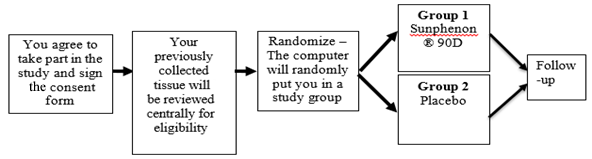 You agree to
take part in the
study and sign
the consent
form
Your
previously
collected
tissue will
be reviewed
centrally for
eligibility
Randomize –
The computer
will randomly
put you in a
study group
Group 1
Sunphenon
® 90D
Group 2
Placebo
Follow
-up